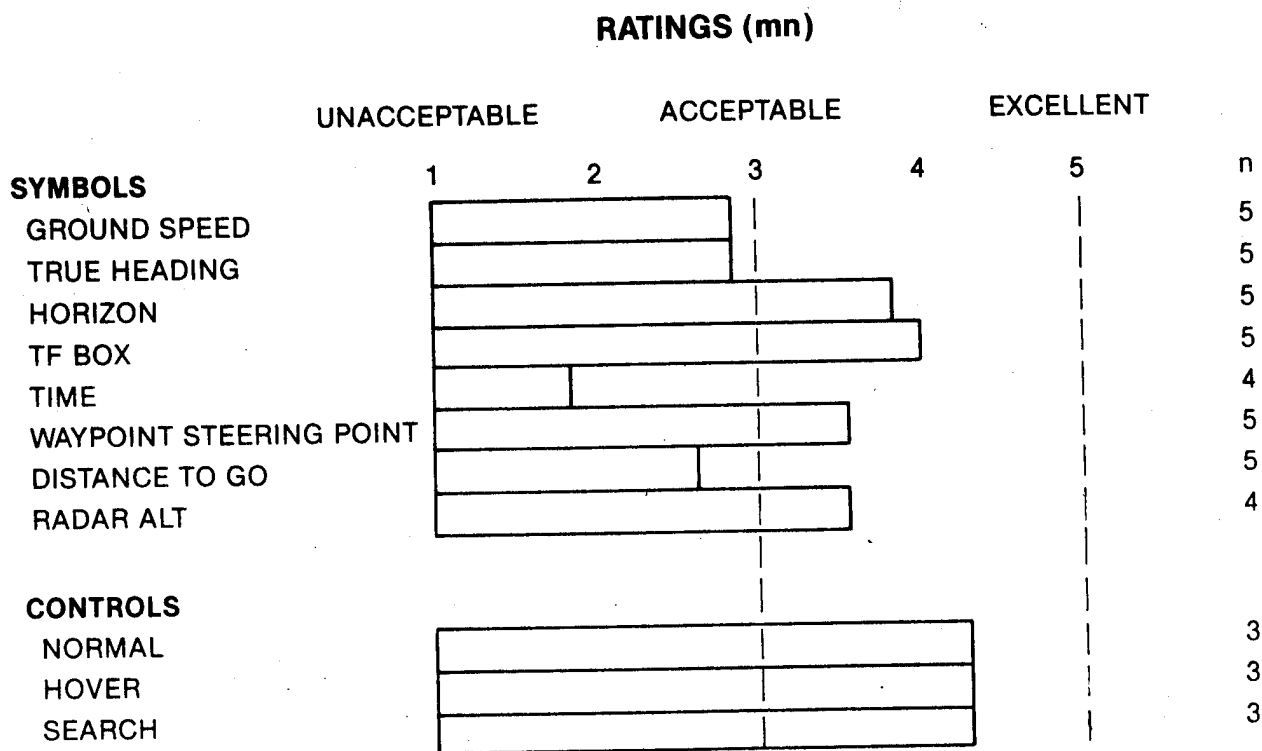 RATINGS (mn)
UNACCEPTABLE ACCEPTABLE EXCELLENT
SYMBOLS 1 2 3 4 5 n
GROUND SPEED 5
TRUE HEADING 5
HORIZON 5
TF BOX 5
TIME 4
WAYPOINT STEERING POINT 5
DISTANCE TO GO 5
RADAR ALT 4
CONTROLS
NORMAL 3
HOVER 3
SEARCH 3